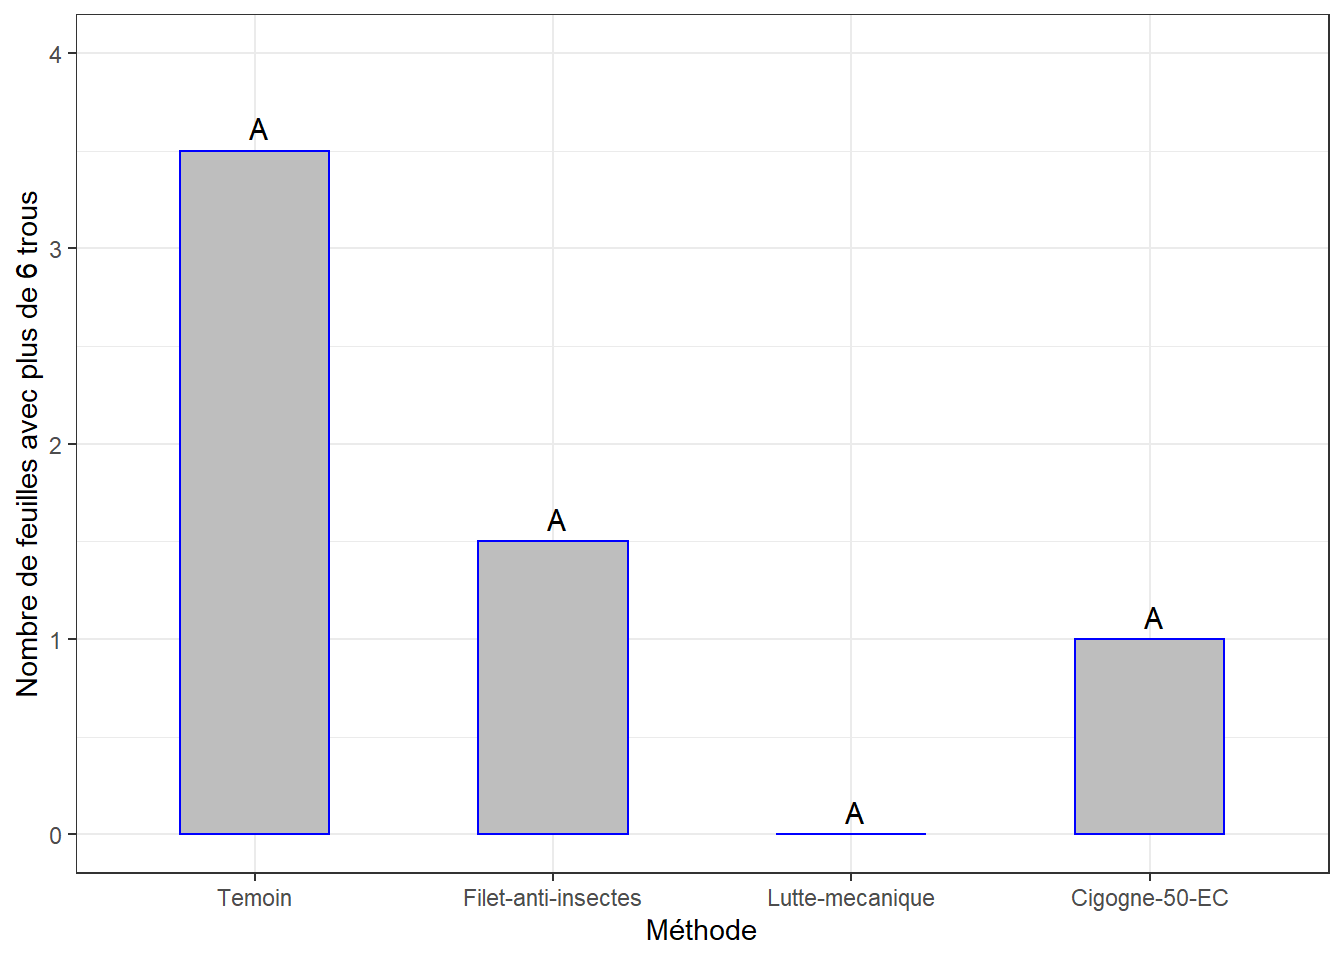 Nombre de feuilles avec plus de 6 trous
4
3
2
1
0
A
A
A
A
Temoin
Filet-anti-insectes
Lutte-mecanique
Cigogne-50-EC
Méthode